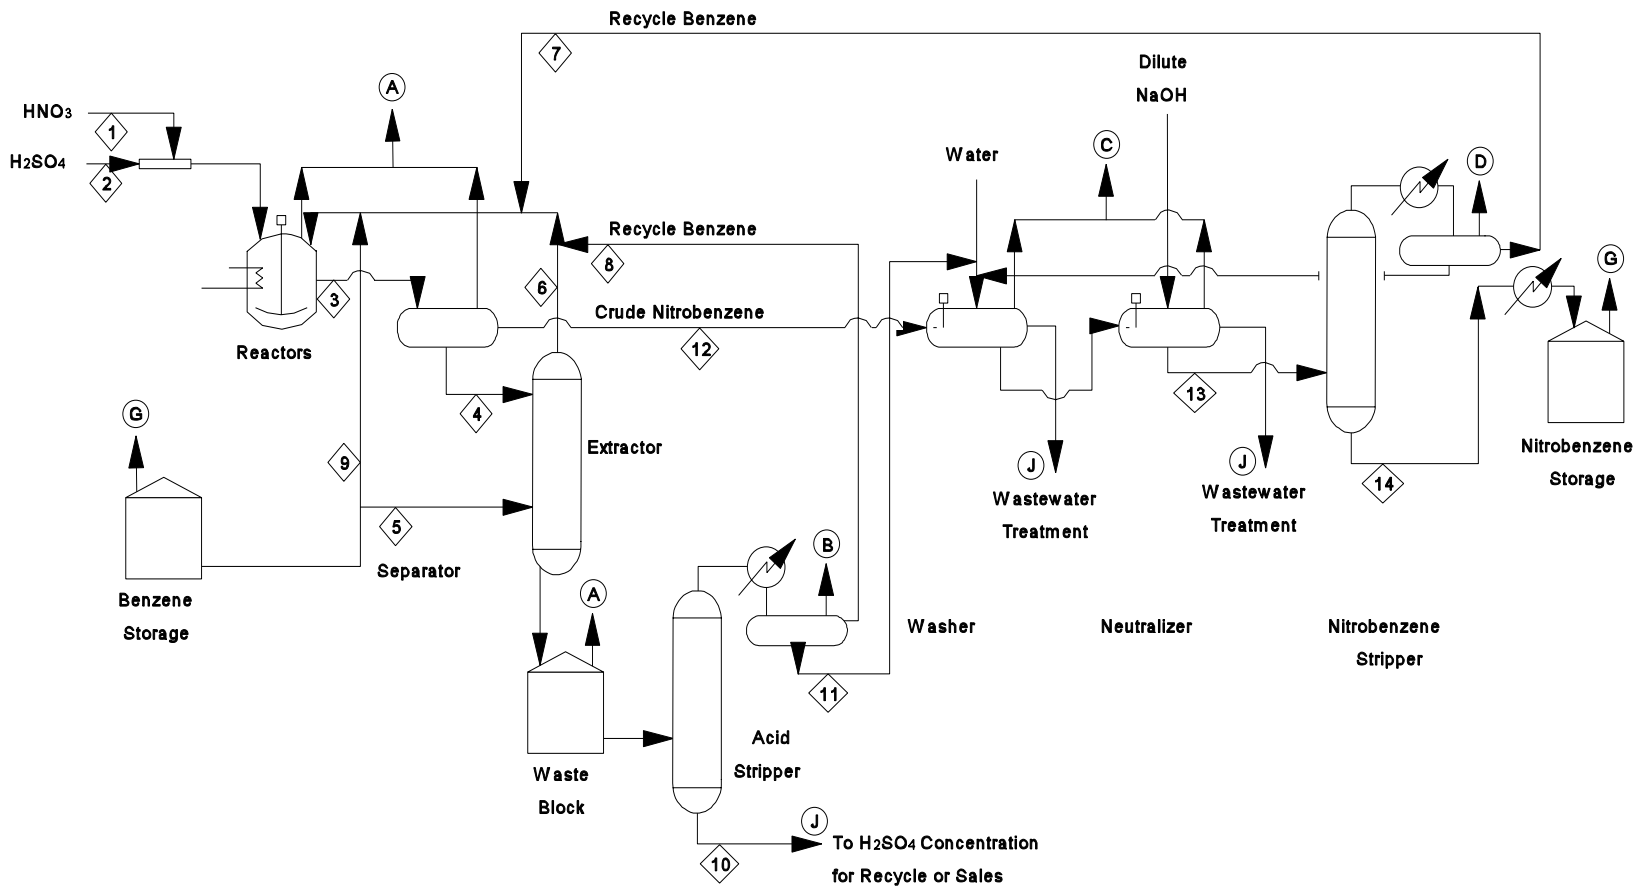 Recycle Benzene
7
Dilute
NaOH
A
HNO3
1
H2SO4
2
Water
C
D
Recycle Benzene
8
G
3
6
Crude Nitrobenzene
12
Reactors
4
13
G
Extractor
9
5
J
Wastewater
Treatment
J
Wastewater
Treatment
14
Nitrobenzene
Storage
Separator
B
Benzene
Storage
A
Washer
Neutralizer
Nitrobenzene
Stripper
11
Waste
Block
Acid
Stripper
J
10
To H2SO4 Concentration
for Recycle or Sales